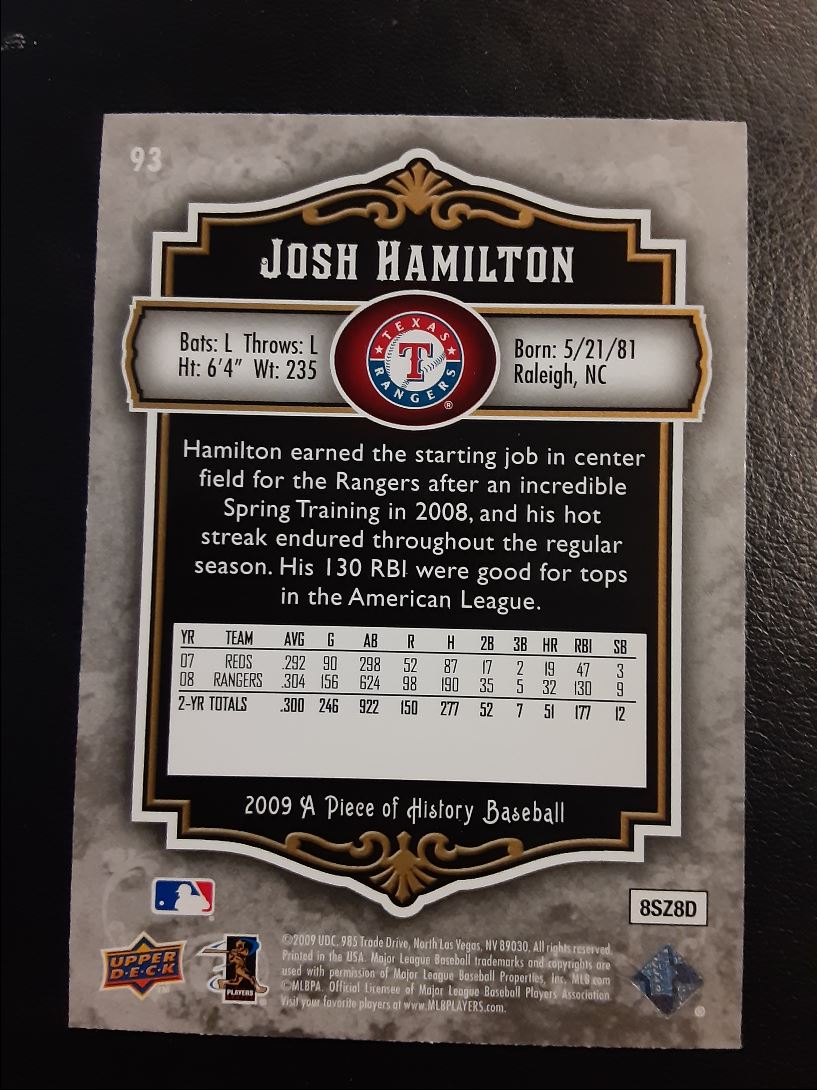 93
JOSH HAMILTON
Bats: L Throws: L
Ht: 6'4" Wt: 235
TEXAS
T
RANGERS
®
Born: 5/21/81
Raleigh, NC
Hamilton earned the starting job in center
field for the Rangers after an incredible
Spring Training in 2008, and his hot
streak endured throughout the regular
season. His 130 RBI were good for tops
in the American League.
YR TEAM AVG G AB R H 2B 3B HR RBI SB
07 REDS .292 90 298 52 87 17 2 19 47 3
08 RANGERS .304 156 624 98 190 35 5 32 130 9
2-YR TOTALS .300 246 922 150 277 52 7 51 177 12
2009 A Piece of History Baseball
8SZ8D
UPPER
D·E·C·K
TM
PLAYERS
©2009 UDC. 985 Trade Drive, North Las Vegas, NV 89030. All rights reserved.
Printed in the USA. Major League Baseball trademarks and copyrights are
used with permission of Major League Baseball Properties, Inc. MLB.com
©MLBPA. Official Licensee of Major League Baseball Players Association
Visit your favorite players at www.MLBPLAYERS.com.